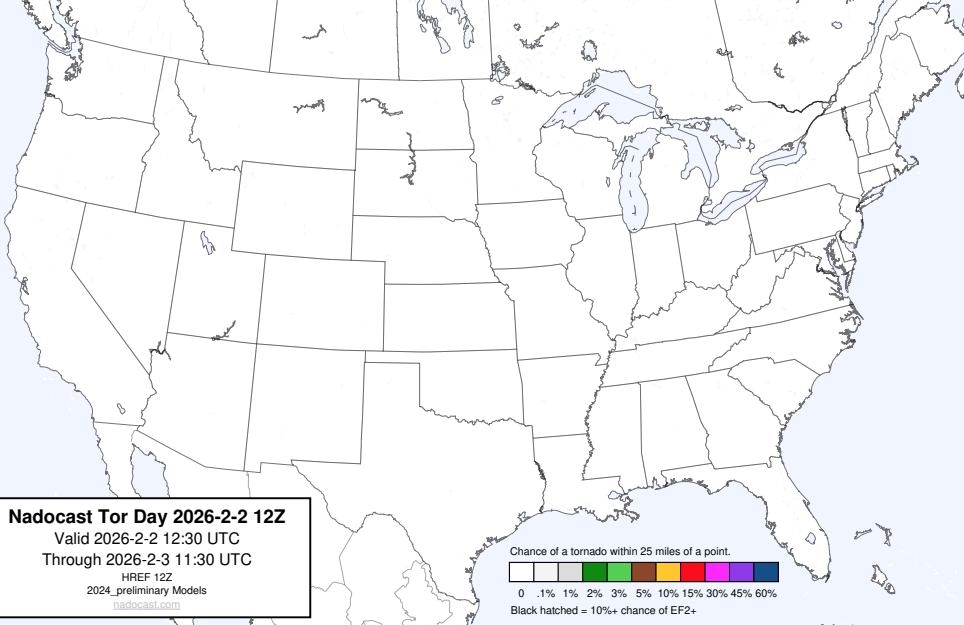 Nadocast Tor Day 2026-2-2 12Z
Valid 2026-2-2 12:30 UTC
Through 2026-2-3 11:30 UTC
HREF 12Z
2024_preliminary Models
nadocast.com
Chance of a tornado within 25 miles of a point.
0 .1% 1% 2% 3% 5% 10% 15% 30% 45% 60%
Black hatched = 10%+ chance of EF2+